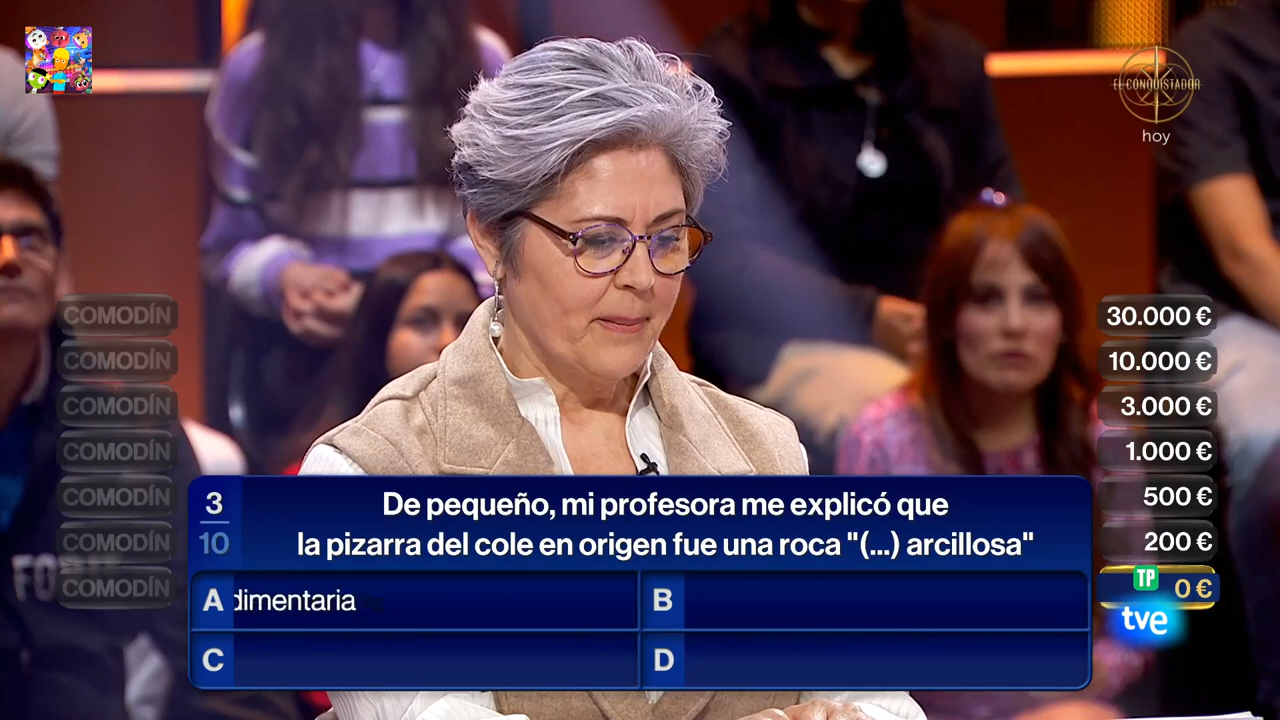 EL CONQUISTADOR
hoy
COMODÍN
COMODÍN
COMODÍN
COMODÍN
COMODÍN
COMODÍN
COMODÍN
30.000 €
10.000 €
3.000 €
1.000 €
500 €
200 €
TP
0 €
tve
3
10
De pequeño, mi profesora me explicó que
la pizarra del cole en origen fue una roca "(...) arcillosa"
A dimentaria
B
C
D